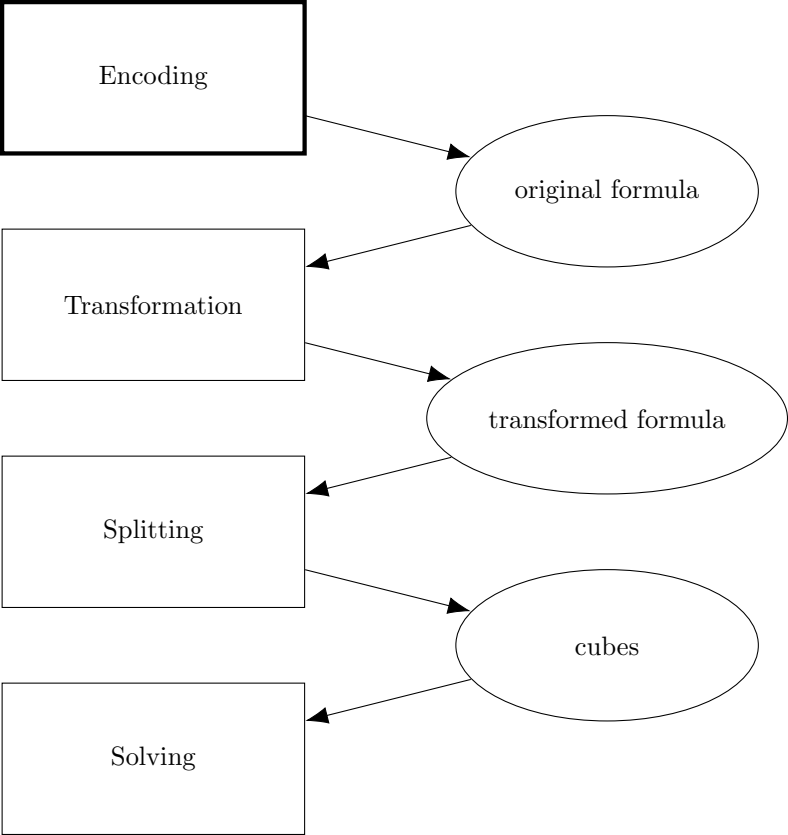 Encoding
original formula
Transformation
transformed formula
Splitting
cubes
Solving